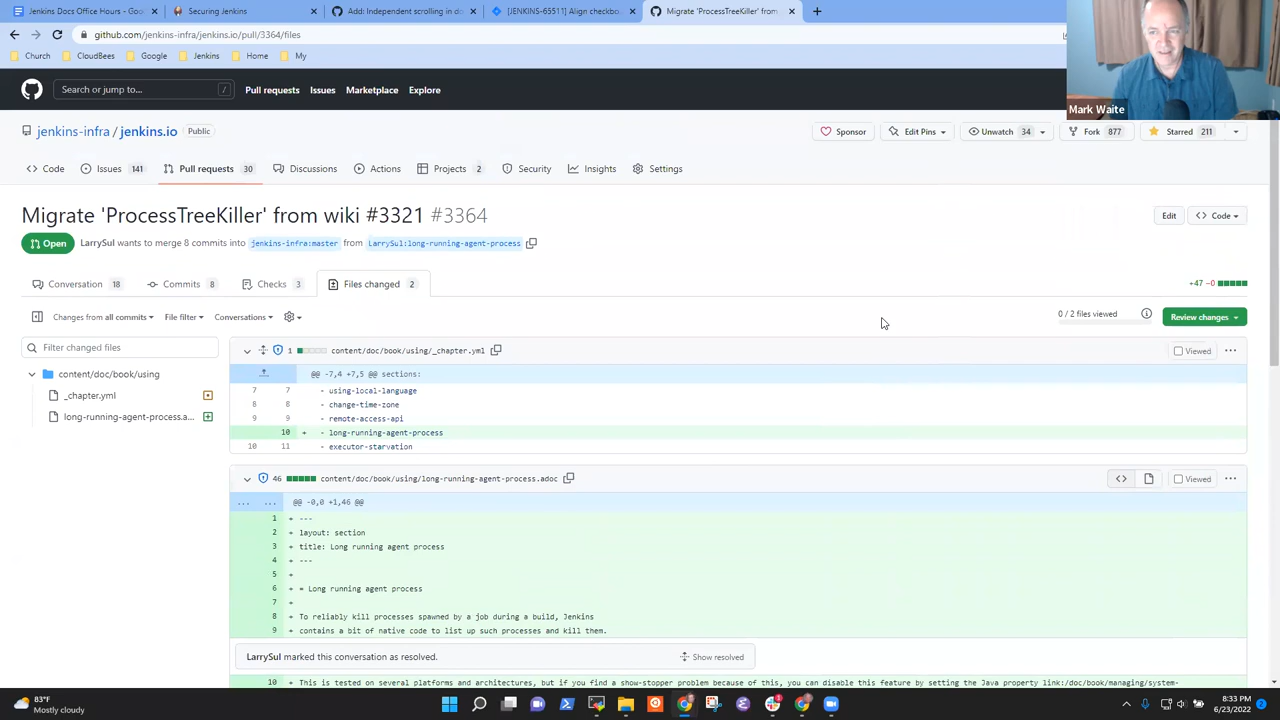 Docs Office Hours - Goo
Securing Jenkins
Add: Independent scrolling in do
[JENKINS-65511] Align checkbo
Migrate 'ProcessTreeKiller' from
github.com/jenkins-infra/jenkins.io/pull/3364/files
Church
CloudBees
Google
Jenkins
Home
My
Mark Waite
Search or jump to... /
Pull requests
Issues
Marketplace
Explore
jenkins-infra / jenkins.io Public
Sponsor
Edit Pins
Unwatch 34
Fork 877
Starred 211
Code
Issues 141
Pull requests 30
Discussions
Actions
Projects 2
Security
Insights
Settings
Migrate 'ProcessTreeKiller' from wiki #3321 #3364
Edit
Code
Open
LarrySul wants to merge 8 commits into jenkins-infra:master from LarrySul:long-running-agent-process
Conversation 18
Commits 8
Checks 3
Files changed 2
+47 −0
Changes from all commits
File filter
Conversations
0 / 2 files viewed
Review changes
Filter changed files
content/doc/book/using
_chapter.yml
long-running-agent-process.a...
1 content/doc/book/using/_chapter.yml
Viewed
@@ -7,4 +7,5 @@ sections:
7 7 - using-local-language
8 8 - change-time-zone
9 9 - remote-access-api
10 + - long-running-agent-process
10 11 - executor-starvation
46 content/doc/book/using/long-running-agent-process.adoc
Viewed
... ... @@ -0,0 +1,46 @@
1 + ---
2 + layout: section
3 + title: Long running agent process
4 + ---
5 +
6 + = Long running agent process
7 +
8 + To reliably kill processes spawned by a job during a build, Jenkins
9 + contains a bit of native code to list up such processes and kill them.
LarrySul marked this conversation as resolved.
Show resolved
10 + This is tested on several platforms and architectures, but if you find a show-stopper problem because of this, you can disable this feature by setting the Java property link:/doc/book/managing/system-
83°F
Mostly cloudy
8:33 PM
6/23/2022
2